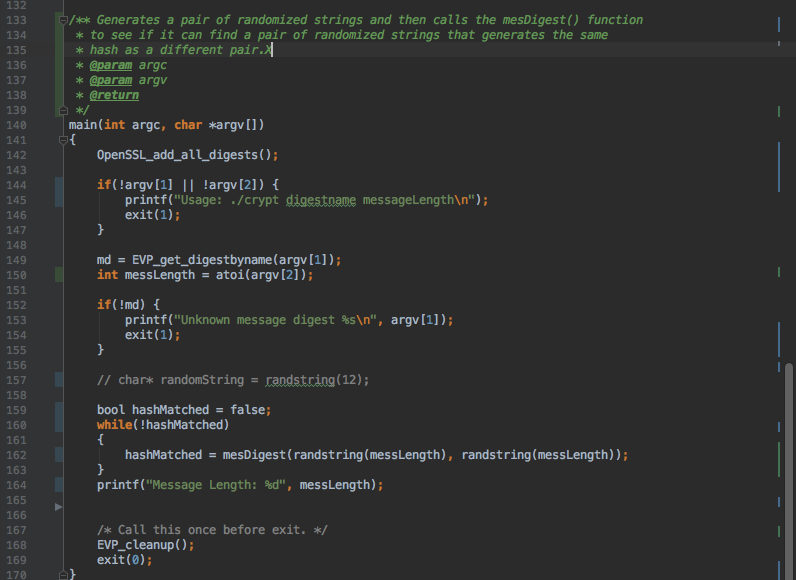 132
133 /** Generates a pair of randomized strings and then calls the mesDigest() function
134  * to see if it can find a pair of randomized strings that generates the same
135  * hash as a different pair.X
136  * @param argc
137  * @param argv
138  * @return
139  */
140 main(int argc, char *argv[])
141 {
142     OpenSSL_add_all_digests();
143
144     if(!argv[1] || !argv[2]) {
145         printf("Usage: ./crypt digestname messageLength\n");
146         exit(1);
147     }
148
149     md = EVP_get_digestbyname(argv[1]);
150     int messLength = atoi(argv[2]);
151
152     if(!md) {
153         printf("Unknown message digest %s\n", argv[1]);
154         exit(1);
155     }
156
157     // char* randomString = randstring(12);
158
159     bool hashMatched = false;
160     while(!hashMatched)
161     {
162         hashMatched = mesDigest(randstring(messLength), randstring(messLength));
163     }
164     printf("Message Length: %d", messLength);
165
166
167     /* Call this once before exit. */
168     EVP_cleanup();
169     exit(0);
170 }